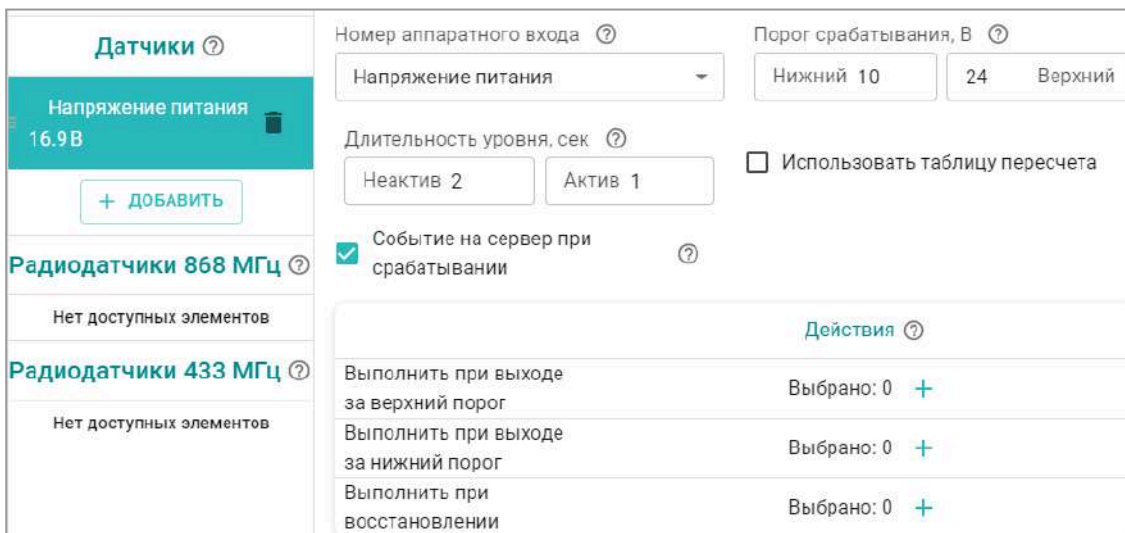 Датчики
Напряжение питания
16.9 В
+ ДОБАВИТЬ
Радиодатчики 868 МГц
Нет доступных элементов
Радиодатчики 433 МГц
Нет доступных элементов
Номер аппаратного входа
Напряжение питания
Порог срабатывания, В
Нижний 10
24 Верхний
Длительность уровня, сек
Неактив 2
Актив 1
Использовать таблицу пересчета
Событие на сервер при
срабатывании
Действия
Выполнить при выходе
за верхний порог
Выбрано: 0 +
Выполнить при выходе
за нижний порог
Выбрано: 0 +
Выполнить при
восстановлении
Выбрано: 0 +